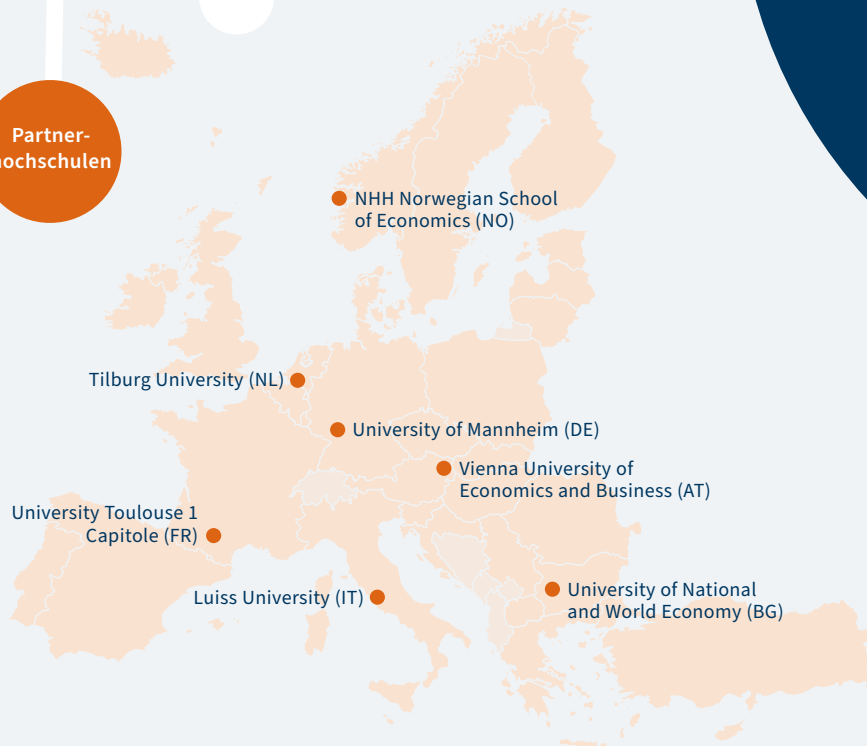 Partner-
hochschulen
NHH Norwegian School
of Economics (NO)
Tilburg University (NL)
University of Mannheim (DE)
Vienna University of
Economics and Business (AT)
University Toulouse 1
Capitole (FR)
University of National
and World Economy (BG)
Luiss University (IT)